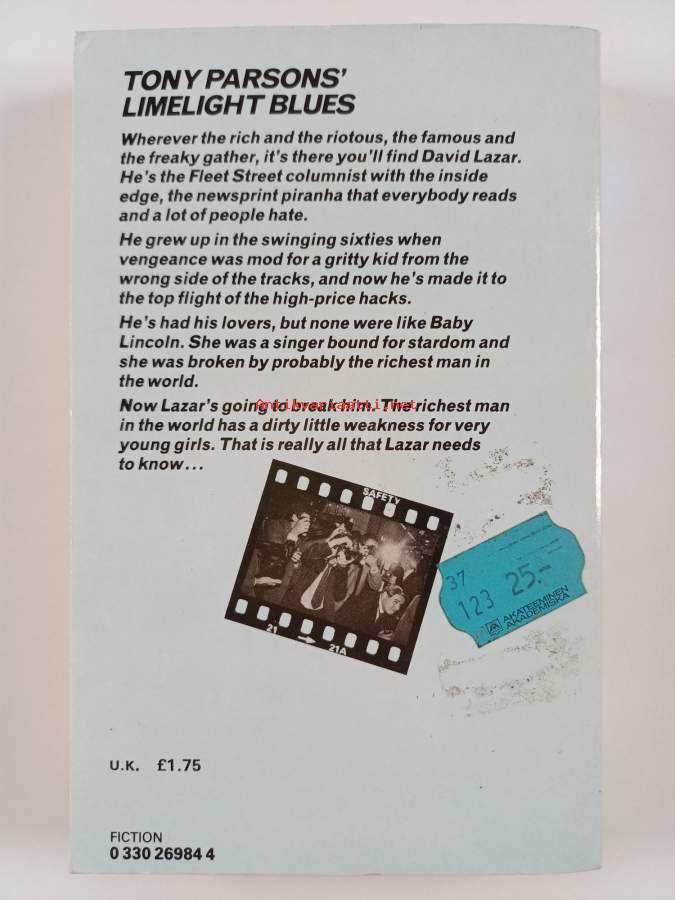 TONY PARSONS'
LIMELIGHT BLUES
Wherever the rich and the riotous, the famous and
the freaky gather, it's there you'll find David Lazar.
He's the Fleet Street columnist with the inside
edge, the newsprint piranha that everybody reads
and a lot of people hate.
He grew up in the swinging sixties when
vengeance was mod for a gritty kid from the
wrong side of the tracks, and now he's made it to
the top flight of the high-price hacks.
He's had his lovers, but none were like Baby
Lincoln. She was a singer bound for stardom and
she was broken by probably the richest man in
the world.
Now Lazar's going to break him. The richest man
Antikvariaatti.net
in the world has a dirty little weakness for very
young girls. That is really all that Lazar needs
to know...
SAFETY
21 → 21A
37
123 25.-
AKATEEMINEN
AKADEMISKA
U.K. £1.75
FICTION
0 330 26984 4